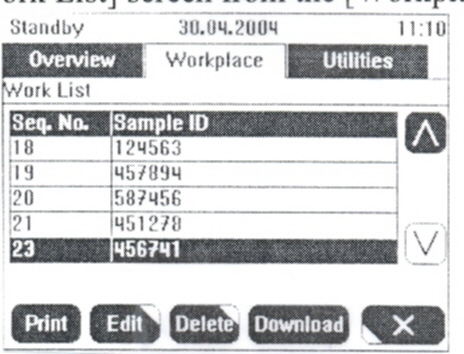 ork List] screen from the [Workpla
Standby 30.04.2004 11:10
Overview Workplace Utilities
Work List
Seq. No. Sample ID
18 124563
19 457894
20 587456
21 451278
23 456741
Print Edit Delete Download X